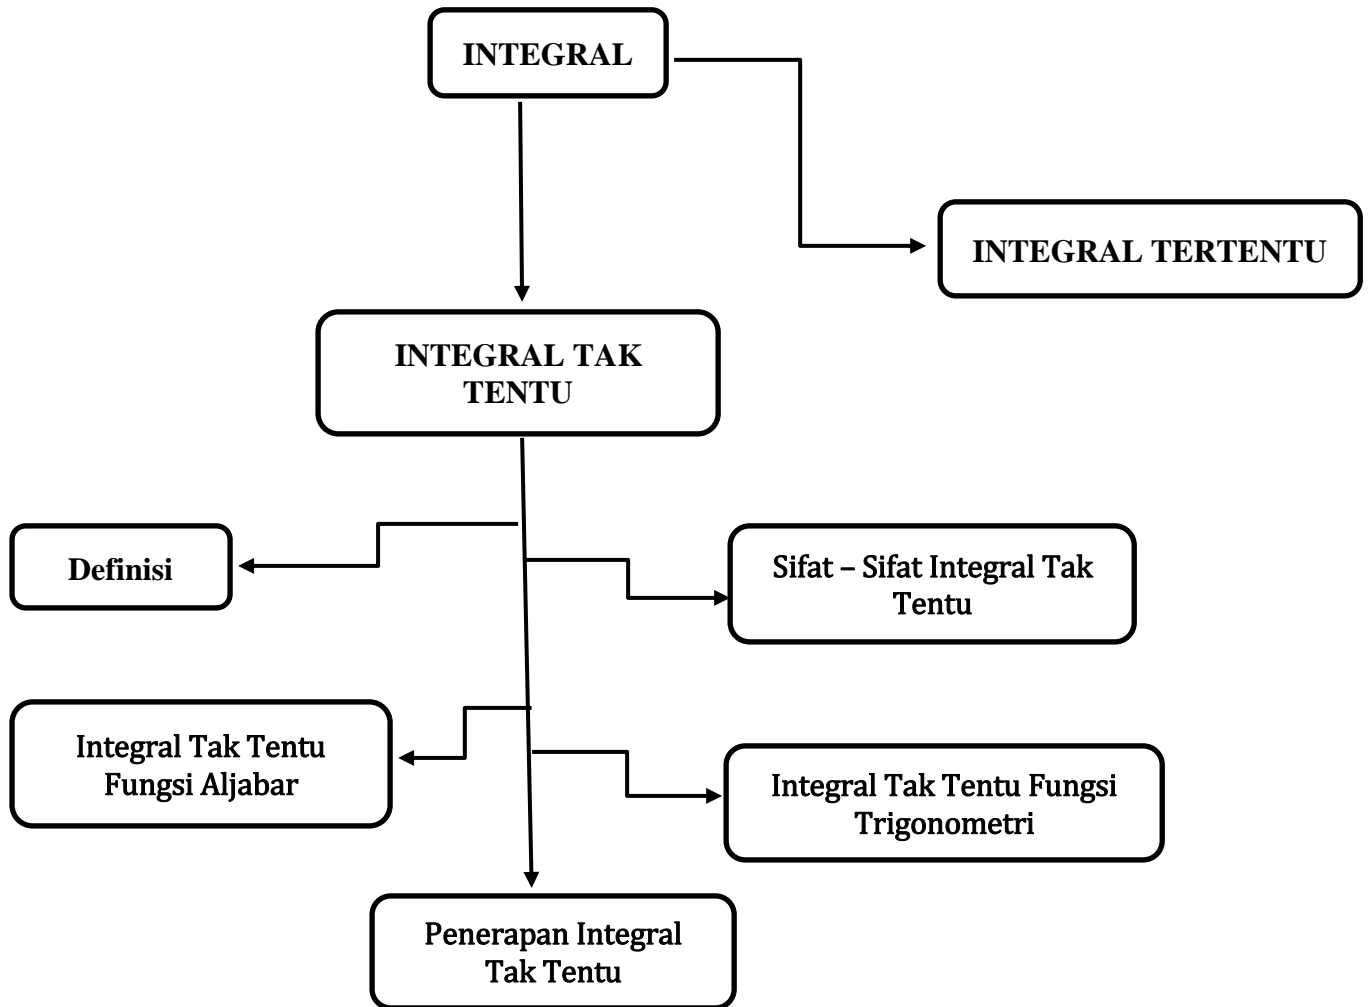 INTEGRAL
INTEGRAL TERTENTU
INTEGRAL TAK
TENTU
Definisi
Sifat – Sifat Integral Tak
Tentu
Integral Tak Tentu
Fungsi Aljabar
Integral Tak Tentu Fungsi
Trigonometri
Penerapan Integral
Tak Tentu